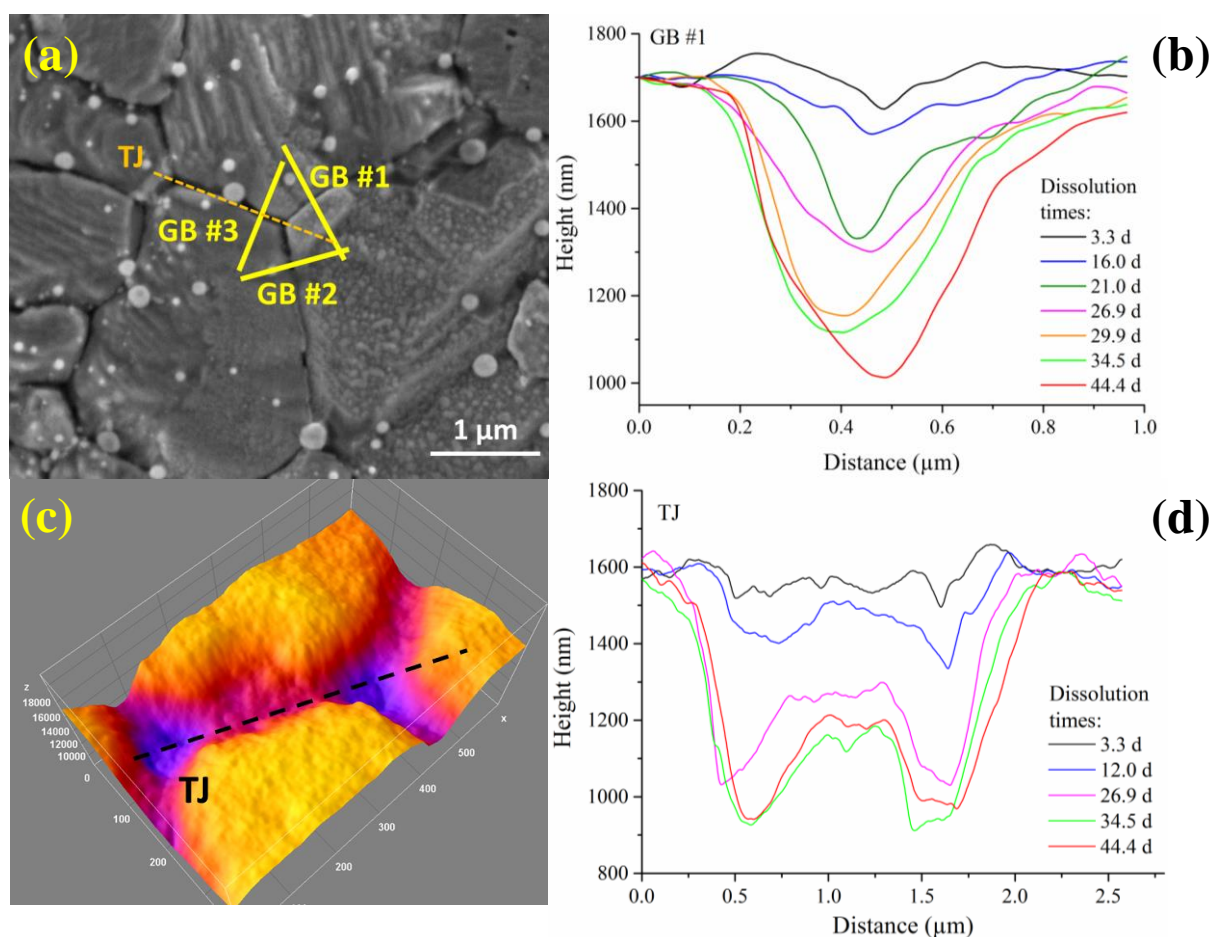 (a)
TJ
GB #1
GB #3
GB #2
1 µm
(b)
GB #1
1800
1600
1400
1200
1000
Height (nm)
0.0 0.2 0.4 0.6 0.8 1.0
Distance (µm)
Dissolution
times:
3.3 d
16.0 d
21.0 d
26.9 d
29.9 d
34.5 d
44.4 d
(c)
TJ
z
18000
16000
14000
12000
10000
0
100
200
x
500
400
300
200
(d)
TJ
1800
1600
1400
1200
1000
800
Height (nm)
0.0 0.5 1.0 1.5 2.0 2.5
Distance (µm)
Dissolution
times:
3.3 d
12.0 d
26.9 d
34.5 d
44.4 d